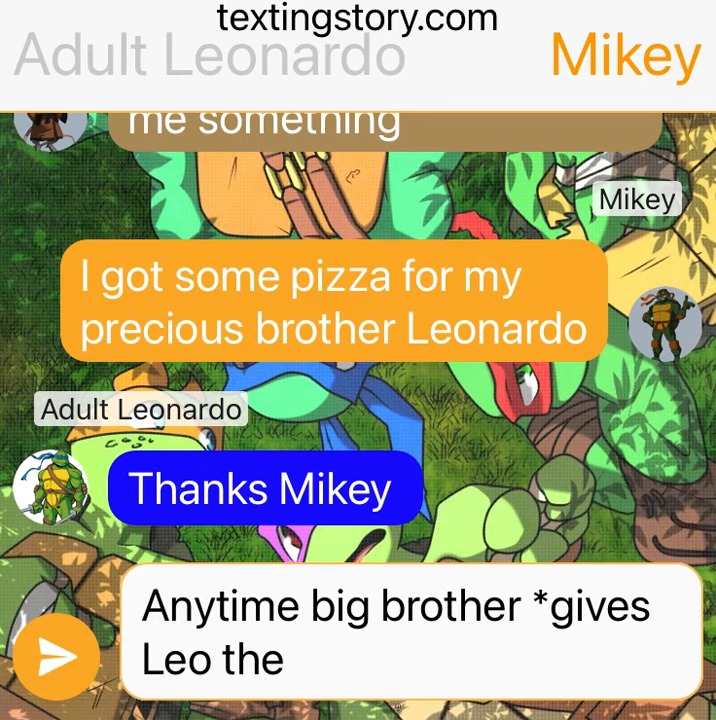 textingstory.com
Adult Leonardo Mikey
me something
Mikey
I got some pizza for my
precious brother Leonardo
Adult Leonardo
Thanks Mikey
Anytime big brother *gives
Leo the